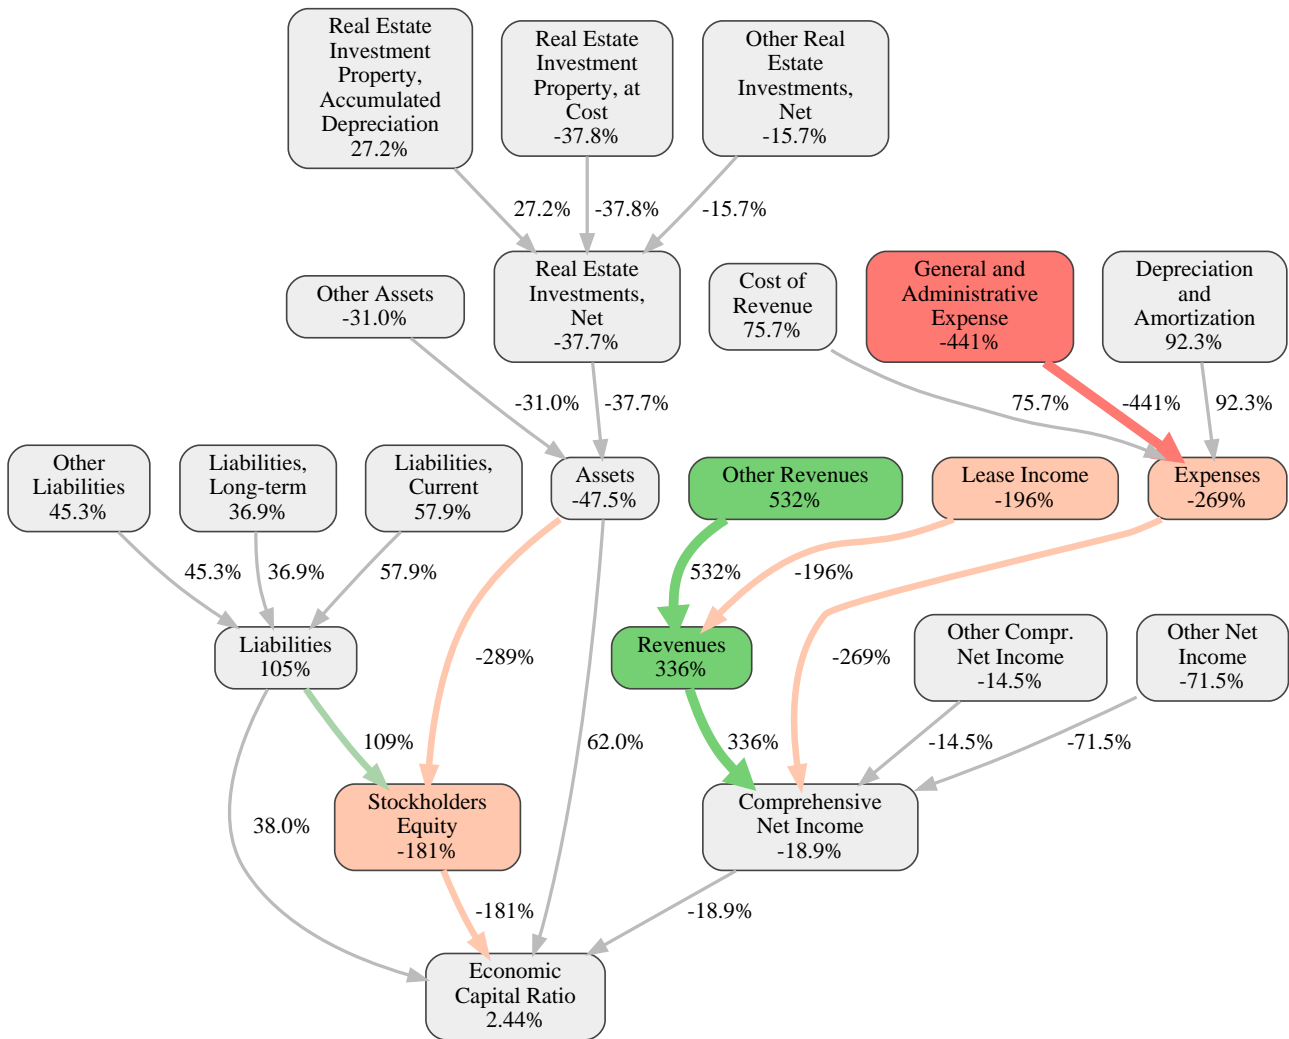 Real Estate
Investment
Property,
Accumulated
Depreciation
27.2%
Real Estate
Investment
Property, at
Cost
-37.8%
Other Real
Estate
Investments,
Net
-15.7%
27.2%
-37.8%
-15.7%
Other Assets
-31.0%
Real Estate
Investments,
Net
-37.7%
Cost of
Revenue
75.7%
General and
Administrative
Expense
-441%
Depreciation
and
Amortization
92.3%
-31.0%
-37.7%
75.7%
-441%
92.3%
Other
Liabilities
45.3%
Liabilities,
Long-term
36.9%
Liabilities,
Current
57.9%
Assets
-47.5%
Other Revenues
532%
Lease Income
-196%
Expenses
-269%
45.3%
36.9%
57.9%
532%
-196%
Liabilities
105%
-289%
Revenues
336%
-269%
Other Compr.
Net Income
-14.5%
Other Net
Income
-71.5%
109%
62.0%
336%
-14.5%
-71.5%
38.0%
Stockholders
Equity
-181%
Comprehensive
Net Income
-18.9%
-181%
-18.9%
Economic
Capital Ratio
2.44%